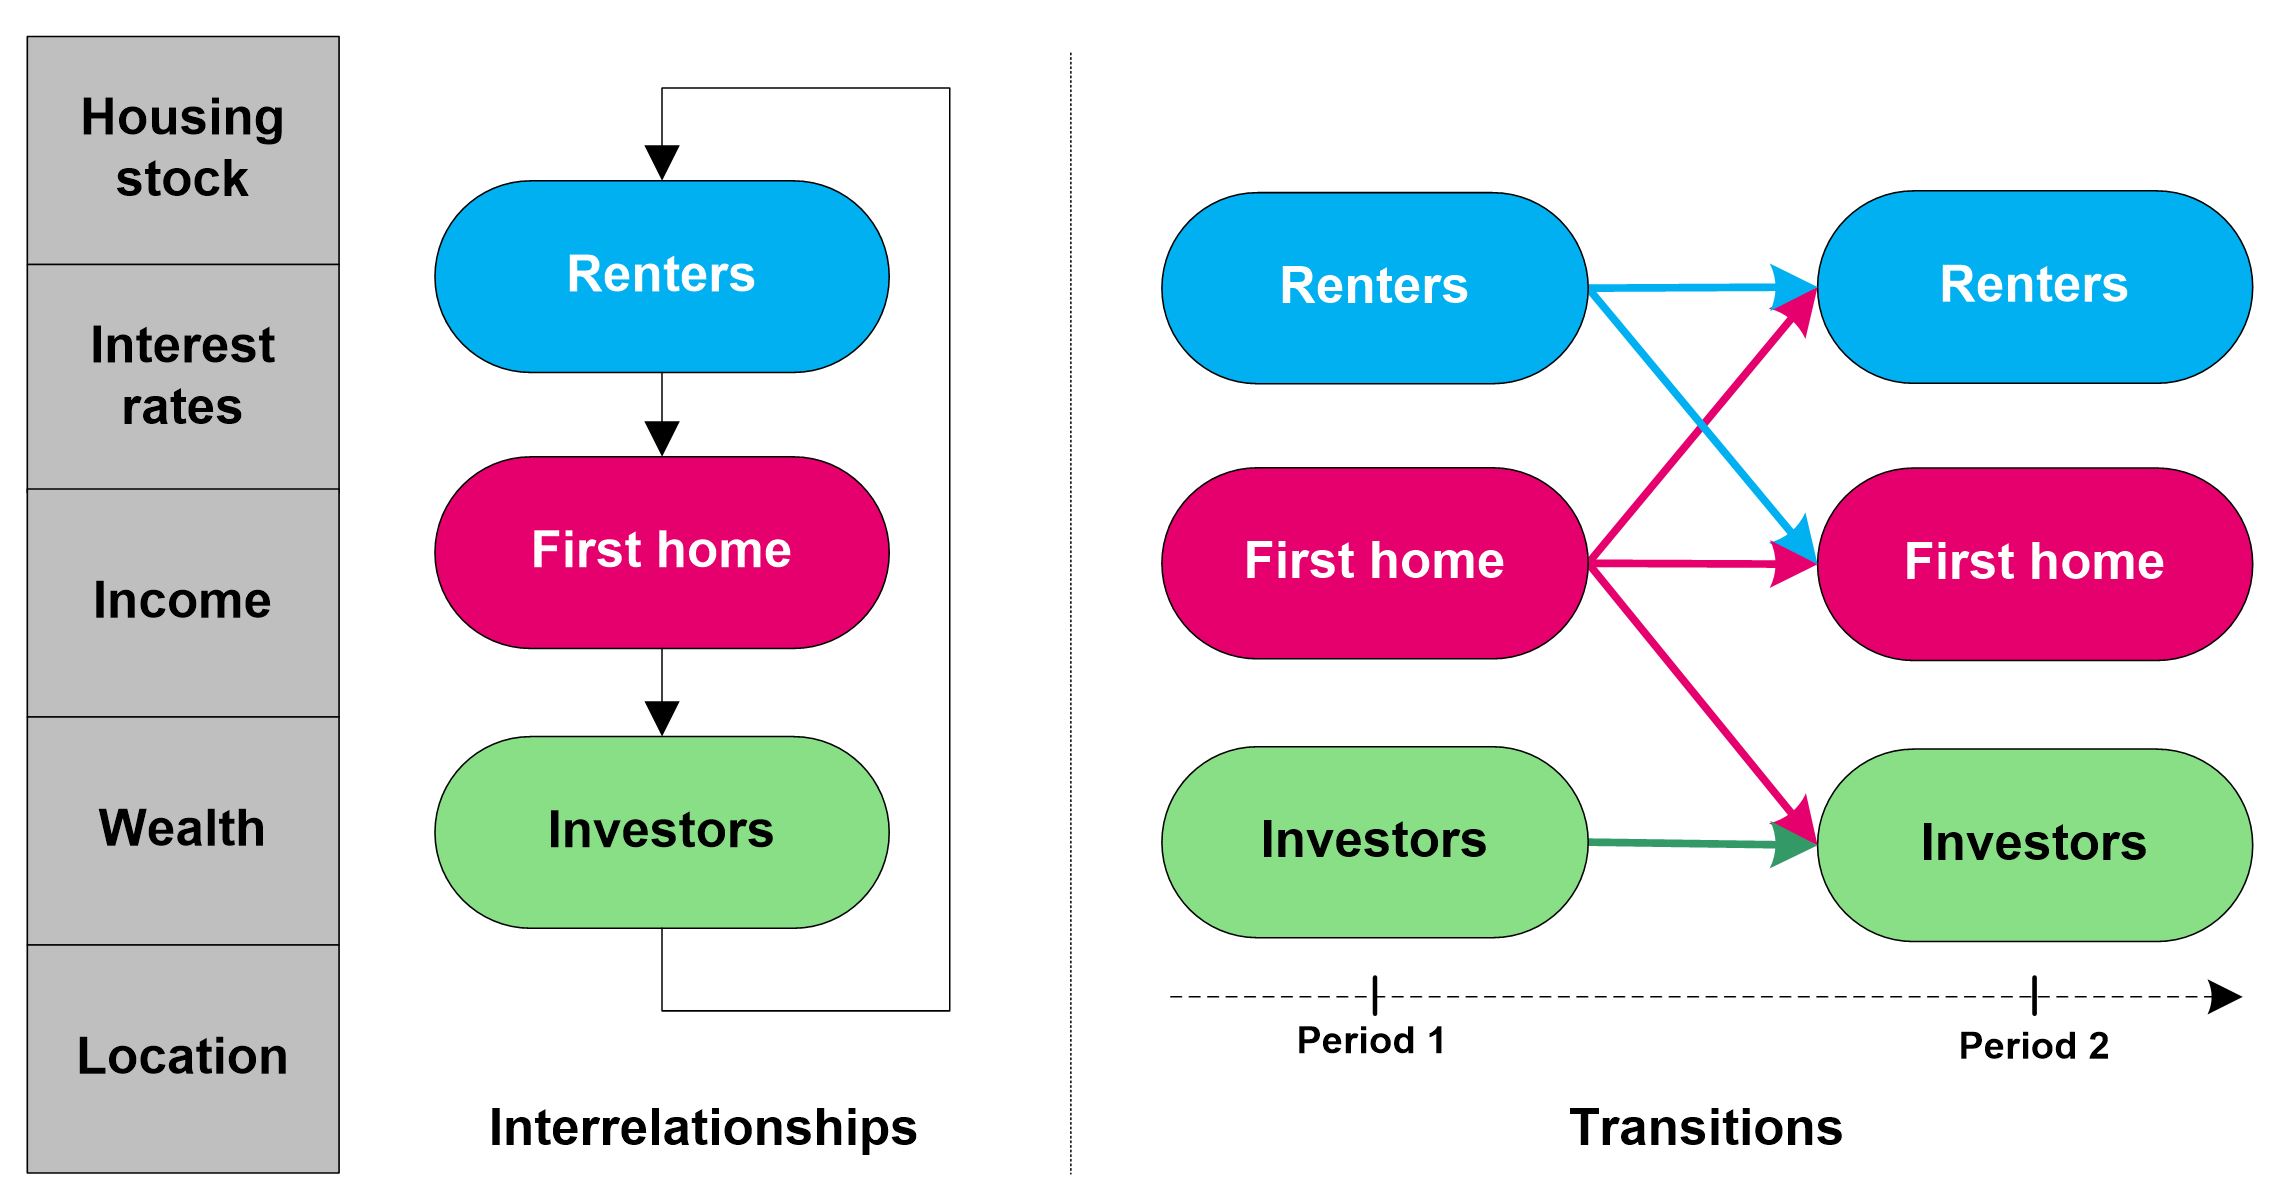 Housing
stock
Interest
rates
Income
Wealth
Location
Renters
First home
Investors
Interrelationships
Renters
Renters
First home
First home
Investors
Investors
Period 1
Period 2
Transitions